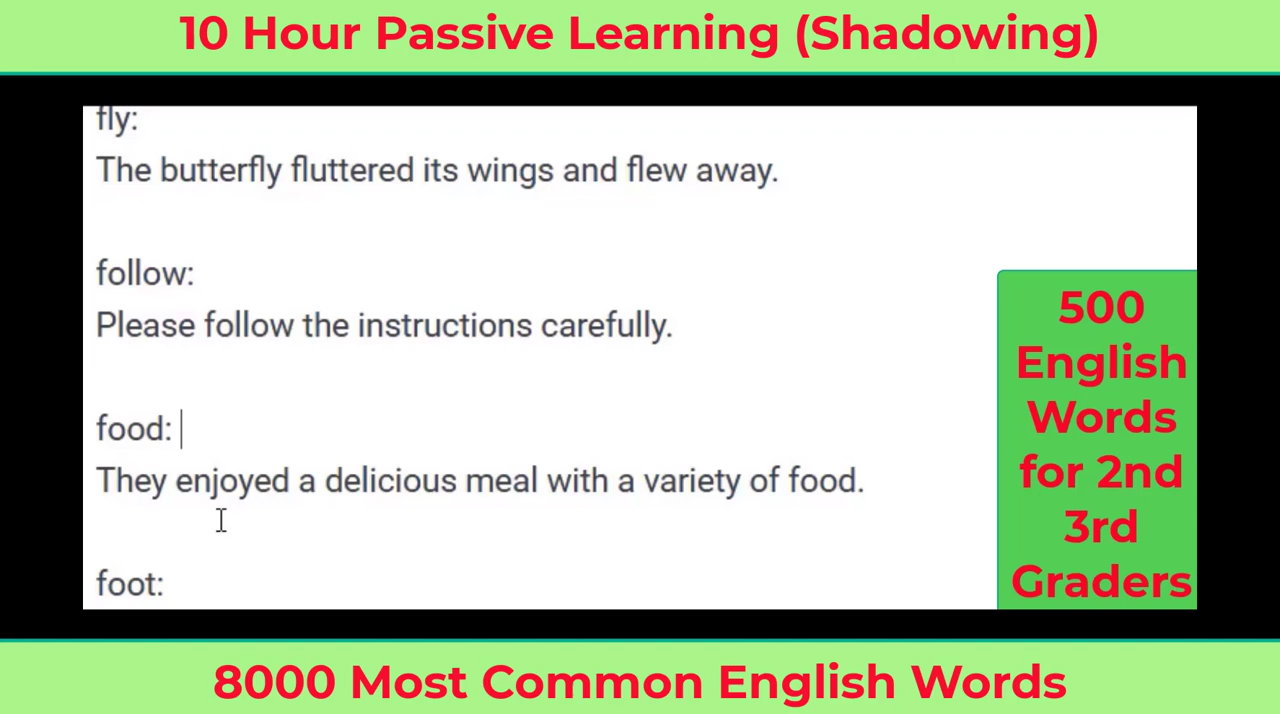 10 Hour Passive Learning (Shadowing)
fly:
The butterfly fluttered its wings and flew away.
follow:
Please follow the instructions carefully.
food:
They enjoyed a delicious meal with a variety of food.
foot:
500
English
Words
for 2nd
3rd
Graders
8000 Most Common English Words